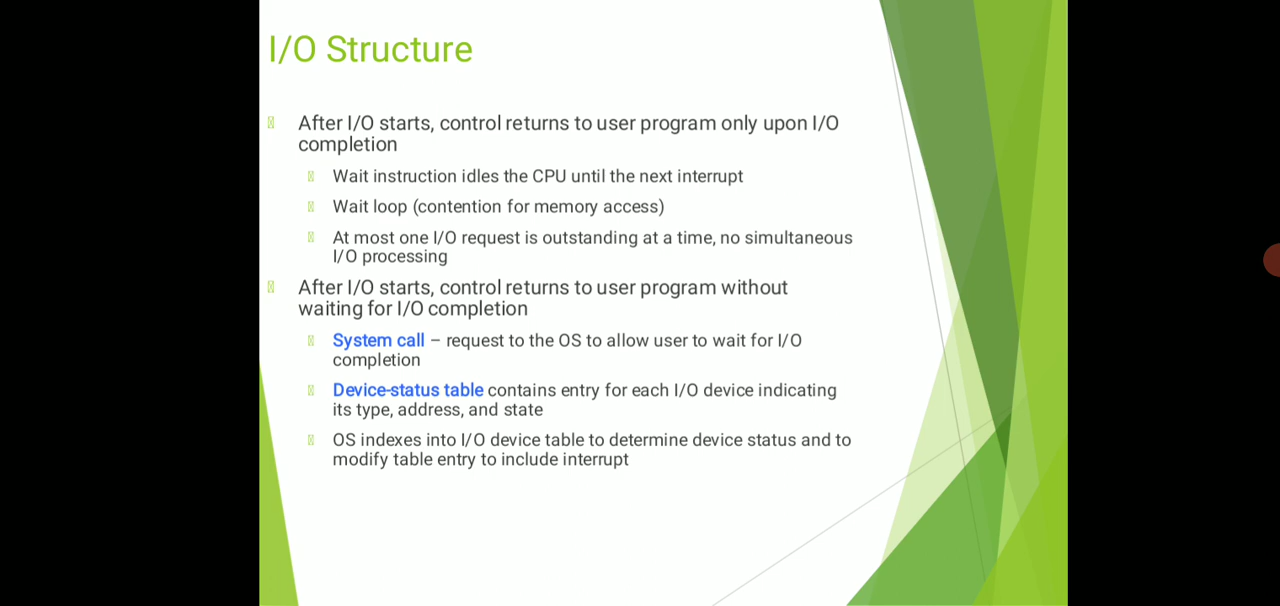 I/O Structure
After I/O starts, control returns to user program only upon I/O
completion
Wait instruction idles the CPU until the next interrupt
Wait loop (contention for memory access)
At most one I/O request is outstanding at a time, no simultaneous
I/O processing
After I/O starts, control returns to user program without
waiting for I/O completion
System call – request to the OS to allow user to wait for I/O
completion
Device-status table contains entry for each I/O device indicating
its type, address, and state
OS indexes into I/O device table to determine device status and to
modify table entry to include interrupt